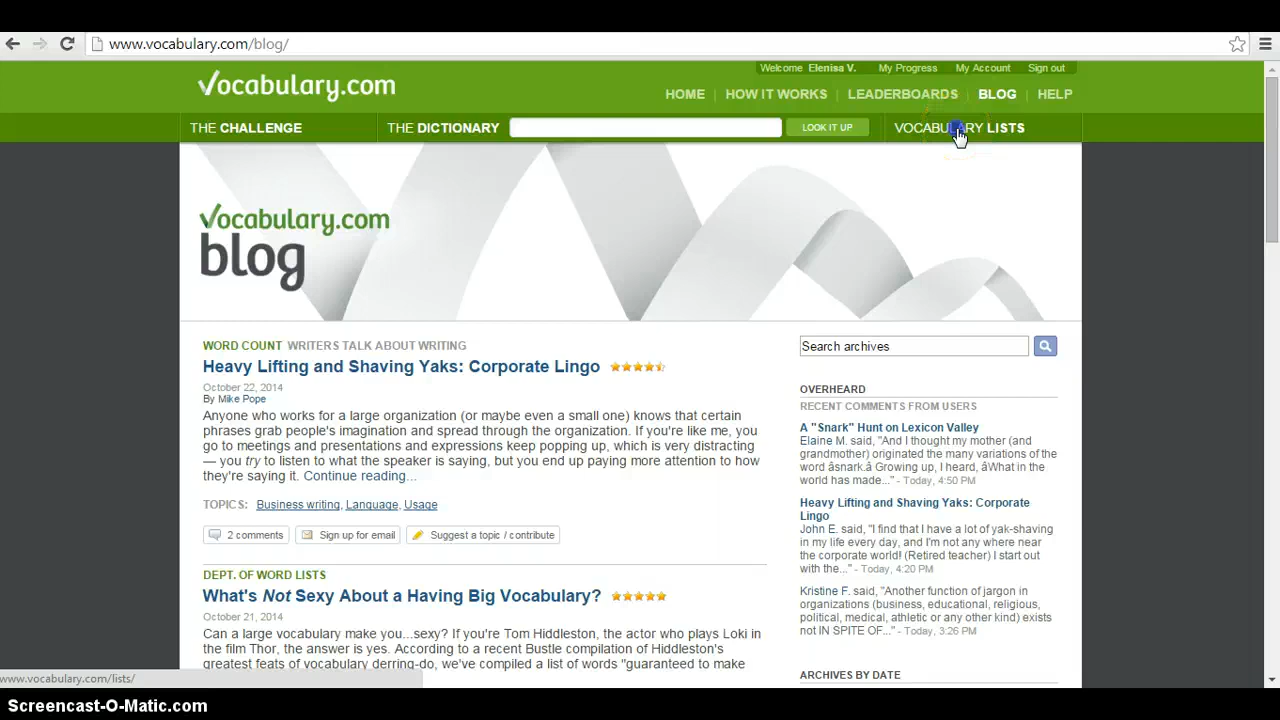 www.vocabulary.com/blog/
Vocabulary.com
Welcome Elenisa V. My Progress My Account Sign out
HOME | HOW IT WORKS | LEADERBOARDS | BLOG | HELP
THE CHALLENGE THE DICTIONARY LOOK IT UP VOCABULARY LISTS
Vocabulary.com
blog
WORD COUNT WRITERS TALK ABOUT WRITING
Heavy Lifting and Shaving Yaks: Corporate Lingo
October 22, 2014
By Mike Pope
Anyone who works for a large organization (or maybe even a small one) knows that certain
phrases grab people's imagination and spread through the organization. If you're like me, you
go to meetings and presentations and expressions keep popping up, which is very distracting
— you try to listen to what the speaker is saying, but you end up paying more attention to how
they're saying it. Continue reading...
TOPICS: Business writing, Language, Usage
2 comments Sign up for email Suggest a topic / contribute
DEPT. OF WORD LISTS
What's Not Sexy About a Having Big Vocabulary?
October 21, 2014
Can a large vocabulary make you...sexy? If you're Tom Hiddleston, the actor who plays Loki in
the film Thor, the answer is yes. According to a recent Bustle compilation of Hiddleston's
greatest feats of vocabulary derring-do, we've compiled a list of words "guaranteed to make
Search archives
OVERHEARD
RECENT COMMENTS FROM USERS
A "Snark" Hunt on Lexicon Valley
Elaine M. said, "And I thought my mother (and
grandmother) originated the many variations of the
word âsnark.â Growing up, I heard, âWhat in the
world has made..." - Today, 4:50 PM
Heavy Lifting and Shaving Yaks: Corporate
Lingo
John E. said, "I find that I have a lot of yak-shaving
in my life every day, and I'm not any where near
the corporate world! (Retired teacher) I start out
with the..." - Today, 4:20 PM
Kristine F. said, "Another function of jargon in
organizations (business, educational, religious,
political, medical, athletic or any other kind) exists
not IN SPITE OF..." - Today, 3:26 PM
ARCHIVES BY DATE
www.vocabulary.com/lists/
Screencast-O-Matic.com